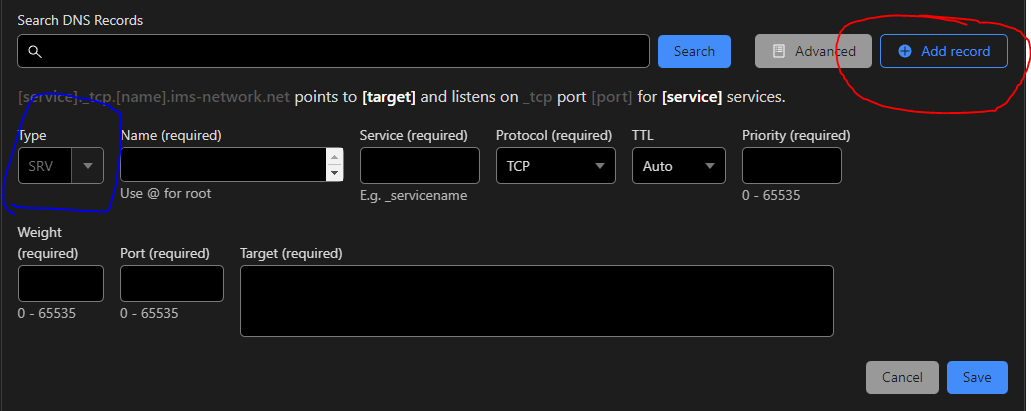 Search DNS Records
Search Advanced Add record
[service]._tcp.[name].ims-network.net points to [target] and listens on _tcp port [port] for [service] services.
Type Name (required) Service (required) Protocol (required) TTL Priority (required)
SRV TCP Auto
Use @ for root E.g. _servicename 0 - 65535
Weight
(required) Port (required) Target (required)
0 - 65535 0 - 65535
Cancel Save